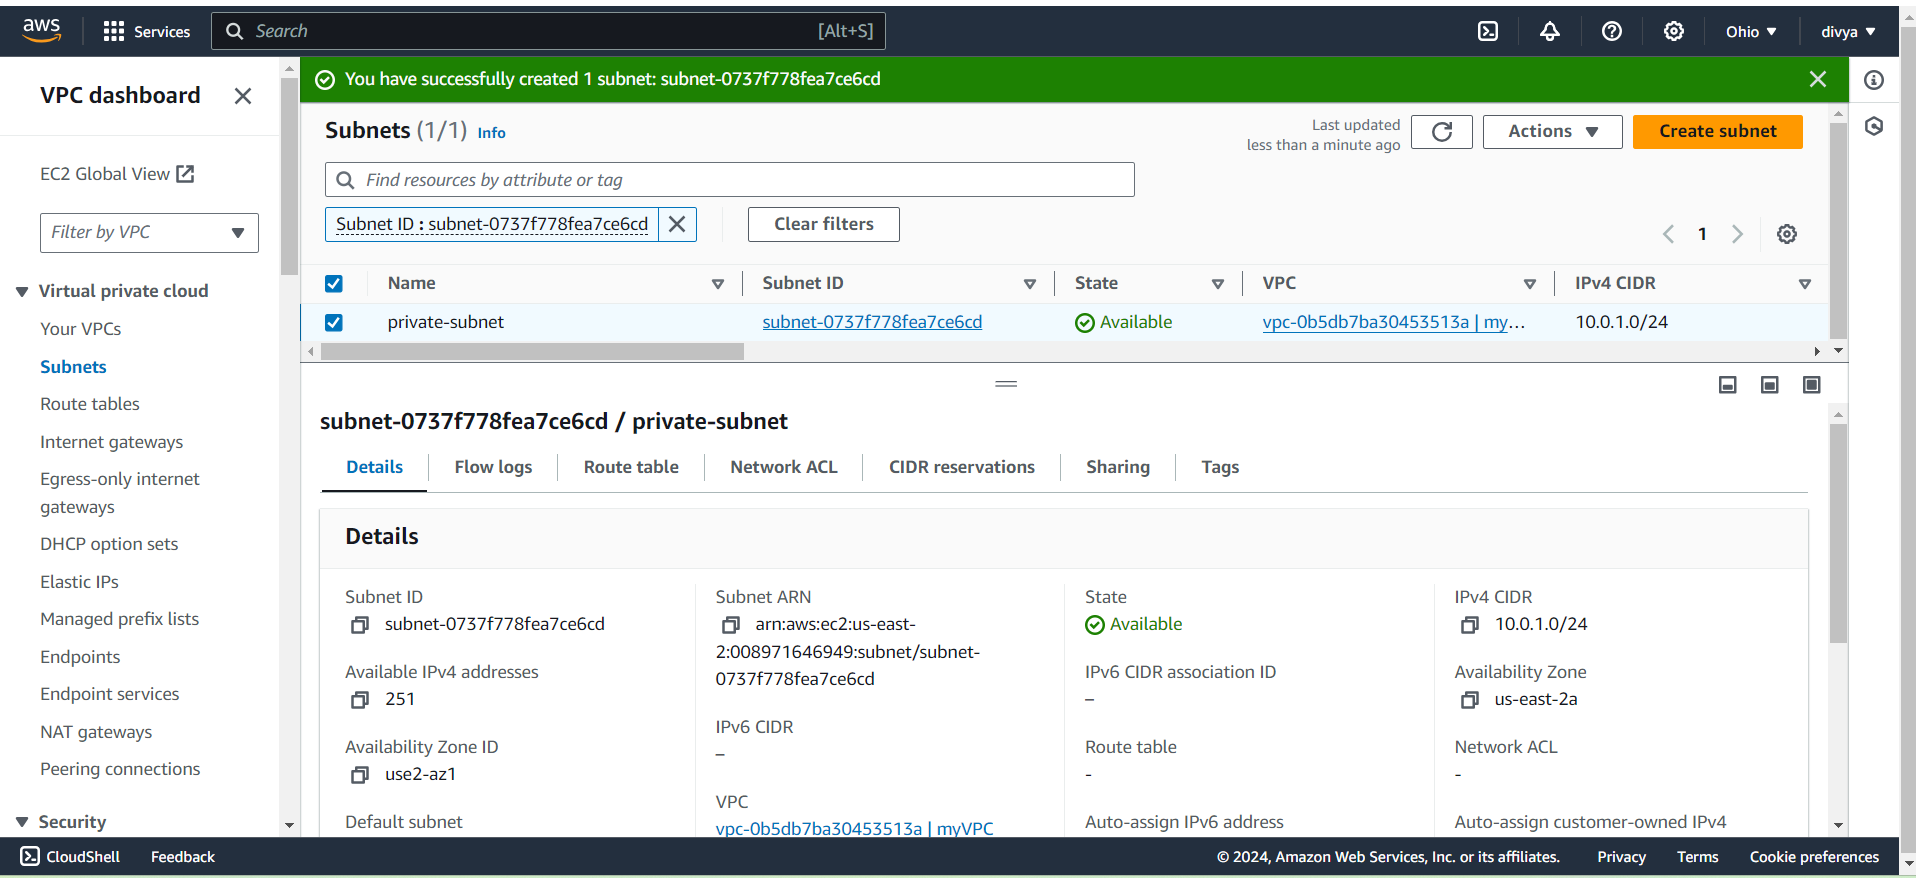 aws
Services
Search
[Alt+S]
Ohio ▼
divya ▼
VPC dashboard
EC2 Global View
Filter by VPC
Virtual private cloud
Your VPCs
Subnets
Route tables
Internet gateways
Egress-only internet
gateways
DHCP option sets
Elastic IPs
Managed prefix lists
Endpoints
Endpoint services
NAT gateways
Peering connections
Security
You have successfully created 1 subnet: subnet-0737f778fea7ce6cd
Subnets (1/1) Info
Last updated
less than a minute ago
Actions
Create subnet
Find resources by attribute or tag
Subnet ID : subnet-0737f778fea7ce6cd
Clear filters
1
Name Subnet ID State VPC IPv4 CIDR
private-subnet subnet-0737f778fea7ce6cd Available vpc-0b5db7ba30453513a | my… 10.0.1.0/24
subnet-0737f778fea7ce6cd / private-subnet
Details Flow logs Route table Network ACL CIDR reservations Sharing Tags
Details
Subnet ID
subnet-0737f778fea7ce6cd
Available IPv4 addresses
251
Availability Zone ID
use2-az1
Default subnet
Subnet ARN
arn:aws:ec2:us-east-
2:008971646949:subnet/subnet-
0737f778fea7ce6cd
IPv6 CIDR
–
VPC
vpc-0b5db7ba30453513a | myVPC
State
Available
IPv6 CIDR association ID
–
Route table
-
Auto-assign IPv6 address
IPv4 CIDR
10.0.1.0/24
Availability Zone
us-east-2a
Network ACL
-
Auto-assign customer-owned IPv4
CloudShell Feedback
© 2024, Amazon Web Services, Inc. or its affiliates. Privacy Terms Cookie preferences